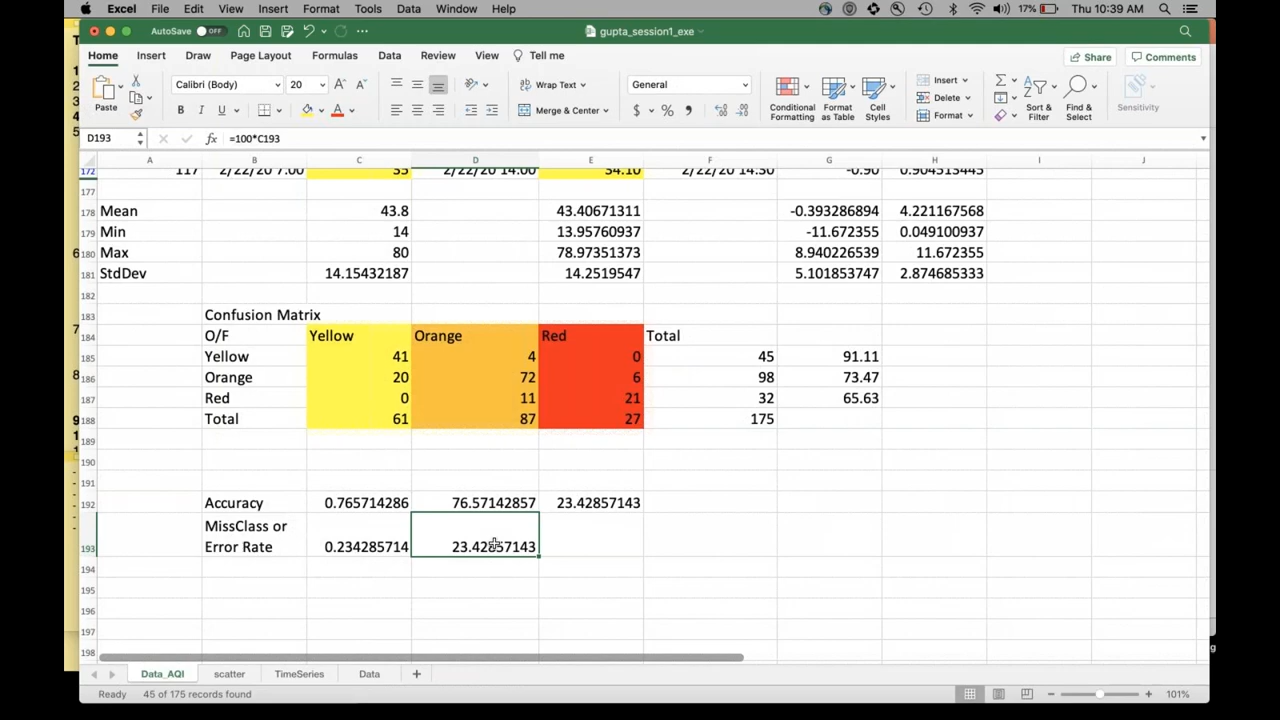 Excel File Edit View Insert Format Tools Data Window Help 17% Thu 10:39 AM
AutoSave OFF gupta_session1_exe
Home Insert Draw Page Layout Formulas Data Review View Tell me Share Comments
Paste Calibri (Body) 20 A A Wrap Text General Conditional Formatting Format as Table Cell Styles Insert Sort & Filter Find & Select Sensitivity
B I U A Merge & Center $ % Delete
Format
D193 fx =100*C193
A B C D E F G H I J
172 117 2/22/20 7:00 35 2/22/20 14:00 34.10 2/22/20 14:30 -0.90 0.904513445
177
178 Mean 43.8 43.40671311 -0.393286894 4.221167568
179 Min 14 13.95760937 -11.672355 0.049100937
180 Max 80 78.97351373 8.940226539 11.672355
181 StdDev 14.15432187 14.2519547 5.101853747 2.874685333
182
183 Confusion Matrix
184 O/F Yellow Orange Red Total
185 Yellow 41 4 0 45 91.11
186 Orange 20 72 6 98 73.47
187 Red 0 11 21 32 65.63
188 Total 61 87 27 175
189
190
191
192 Accuracy 0.765714286 76.57142857 23.42857143
193 MissClass or Error Rate 0.234285714 23.42857143
194
195
196
197
198
Data_AQI scatter TimeSeries Data +
Ready 45 of 175 records found 101%